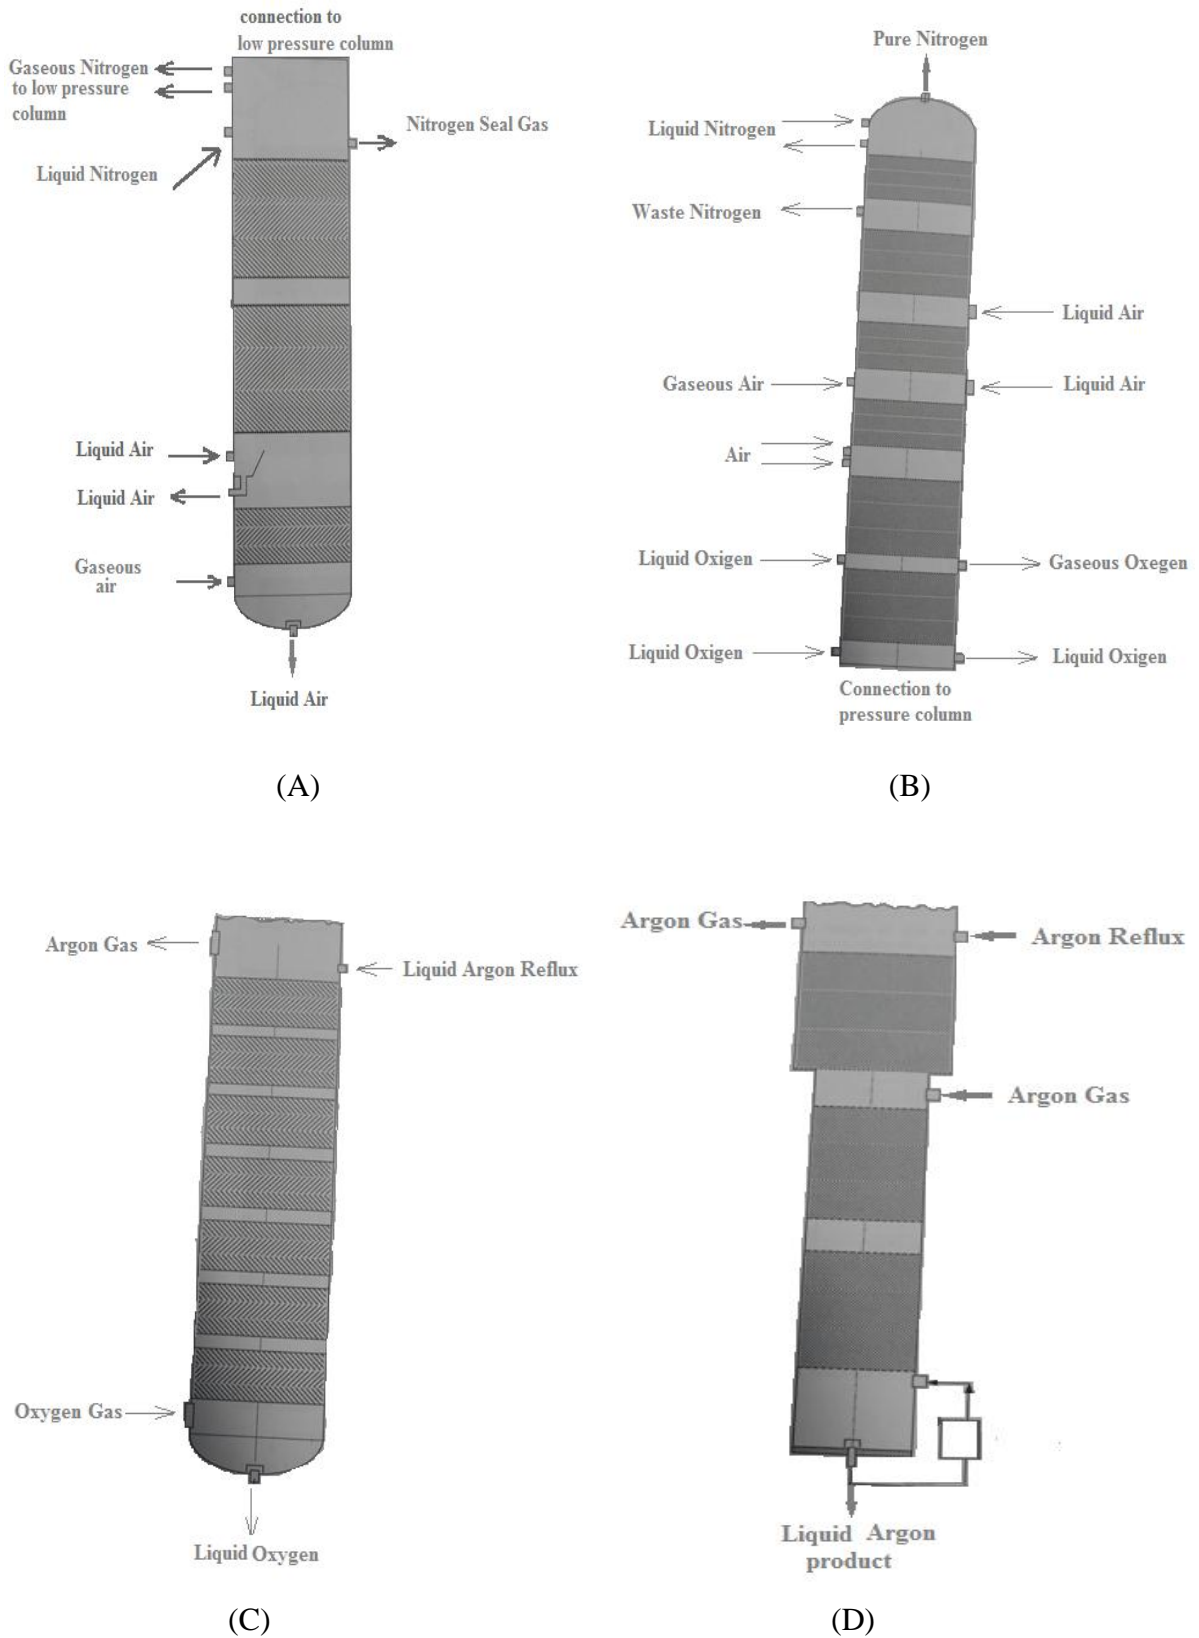 connection to
low pressure column
Gaseous Nitrogen
to low pressure
column
Nitrogen Seal Gas
Liquid Nitrogen
Liquid Air
Liquid Air
Gaseous
air
Liquid Air
(A)
Pure Nitrogen
Liquid Nitrogen
Waste Nitrogen
Liquid Air
Gaseous Air
Liquid Air
Air
Liquid Oxigen
Gaseous Oxegen
Liquid Oxigen
Liquid Oxigen
Connection to
pressure column
(B)
Argon Gas
Liquid Argon Reflux
Oxygen Gas
Liquid Oxygen
(C)
Argon Gas
Argon Reflux
Argon Gas
Liquid Argon
product
(D)